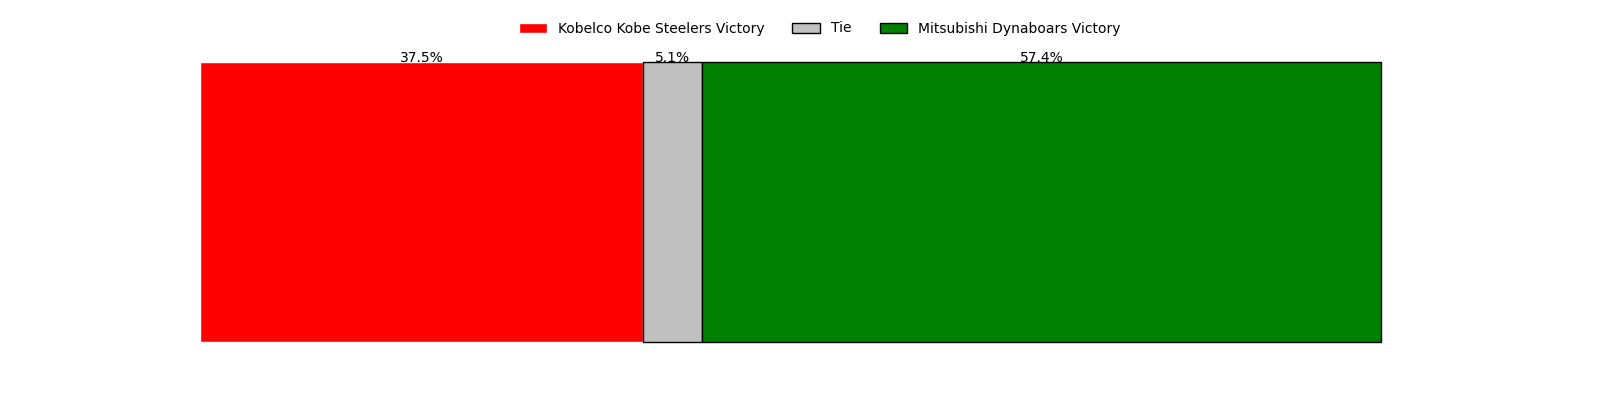 Kobelco Kobe Steelers Victory Tie Mitsubishi Dynaboars Victory
37.5% 5.1% 57.4%